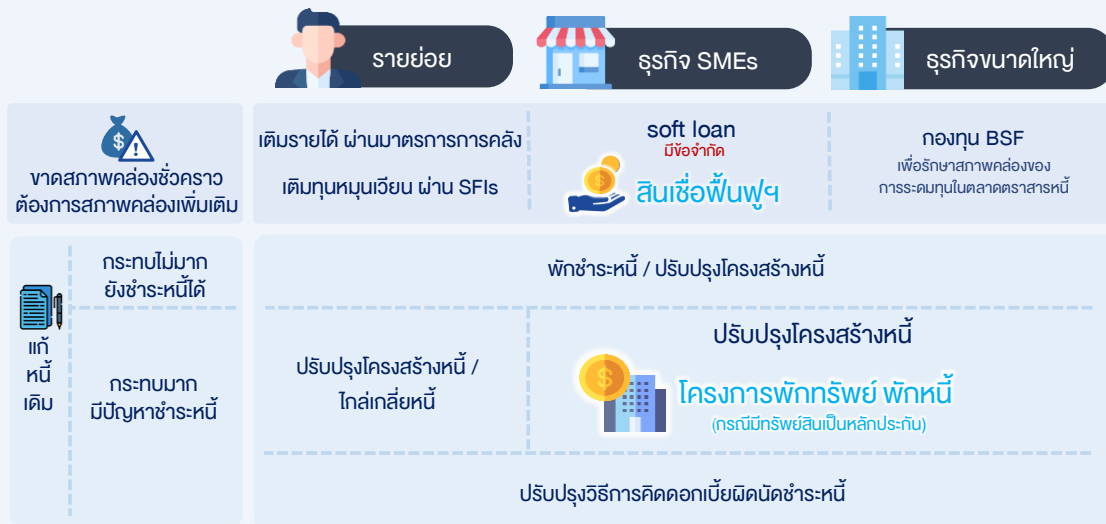 รายย่อย
ธุรกิจ SMEs
ธุรกิจขนาดใหญ่
ขาดสภาพคล่องชั่วคราว
ต้องการสภาพคล่องเพิ่มเติม
เติมรายได้ ผ่านมาตรการการคลัง
เติมทุนหมุนเวียน ผ่าน SFIs
soft loan
มีข้อจำกัด
สินเชื่อฟื้นฟูฯ
กองทุน BSF
เพื่อรักษาสภาพคล่องของ
การระดมทุนในตลาดตราสารหนี้
แก้
หนี้
เดิม
กระทบไม่มาก
ยังชำระหนี้ได้
พักชำระหนี้ / ปรับปรุงโครงสร้างหนี้
กระทบมาก
มีปัญหาชำระหนี้
ปรับปรุงโครงสร้างหนี้ /
ไกล่เกลี่ยหนี้
ปรับปรุงโครงสร้างหนี้
โครงการพักทรัพย์ พักหนี้
(กรณีมีทรัพย์สินเป็นหลักประกัน)
ปรับปรุงวิธีการคิดดอกเบี้ยผิดนัดชำระหนี้